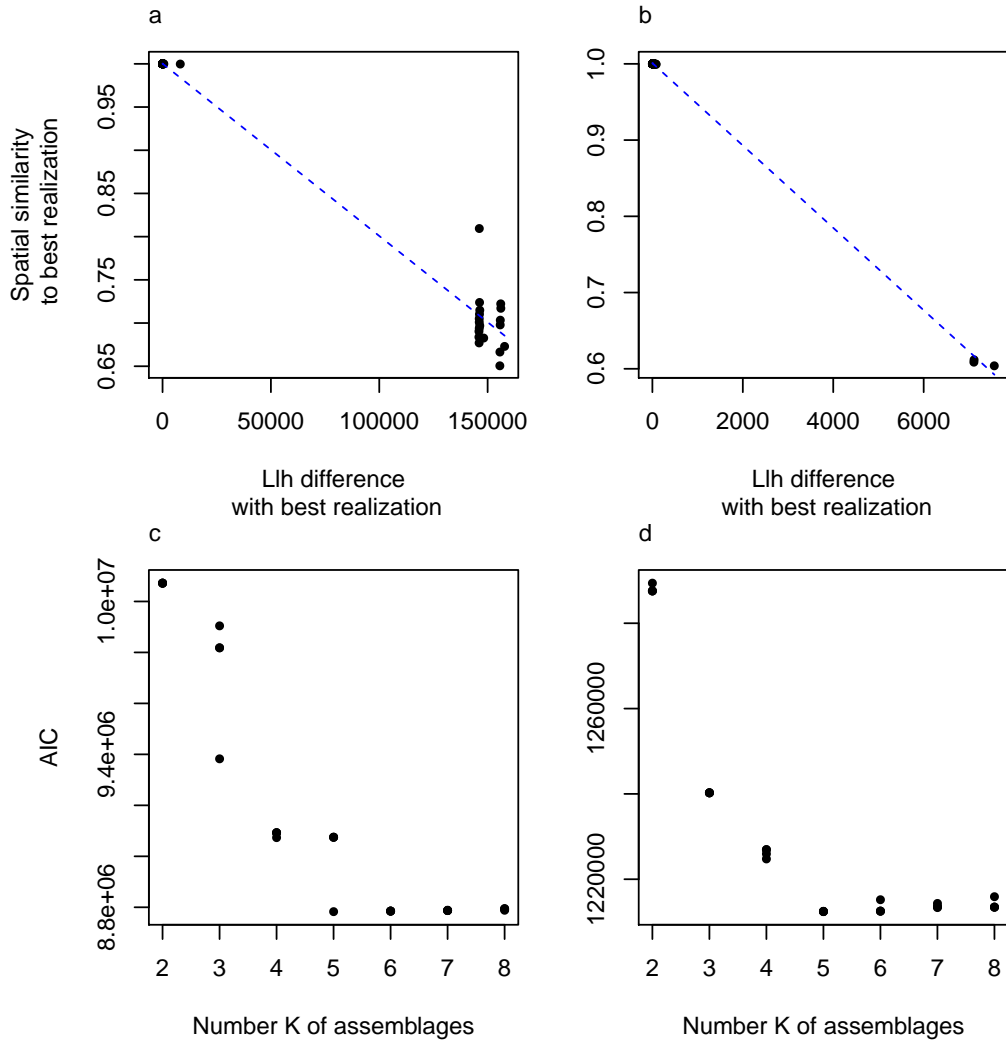 a
b
Spatial similarity
to best realization
0.65 0.75 0.85 0.95
0.6 0.7 0.8 0.9 1.0
0 50000 100000 150000
0 2000 4000 6000
Llh difference
with best realization
Llh difference
with best realization
c
d
AIC
8.8e+06 9.4e+06 1.0e+07
1220000 1260000
2 3 4 5 6 7 8
2 3 4 5 6 7 8
Number K of assemblages
Number K of assemblages